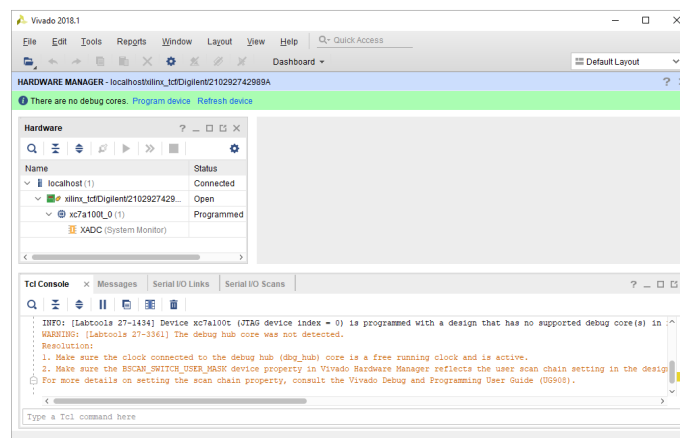 Vivado 2018.1
File Edit Tools Reports Window Layout View Help Quick Access
Dashboard Default Layout
HARDWARE MANAGER - localhost/xilinx_tcf/Digilent/210292742989A
There are no debug cores. Program device Refresh device
Hardware
Name Status
localhost (1) Connected
xilinx_tcf/Digilent/2102927429... Open
xc7a100t_0 (1) Programmed
XADC (System Monitor)
Tcl Console Messages Serial I/O Links Serial I/O Scans
INFO: [Labtools 27-1434] Device xc7a100t (JTAG device index = 0) is programmed with a design that has no supported debug core(s) in
WARNING: [Labtools 27-3361] The debug hub core was not detected.
Resolution:
1. Make sure the clock connected to the debug hub (dbg_hub) core is a free running clock and is active.
2. Make sure the BSCAN_SWITCH_USER_MASK device property in Vivado Hardware Manager reflects the user scan chain setting in the design
For more details on setting the scan chain property, consult the Vivado Debug and Programming User Guide (UG908).
Type a Tcl command here